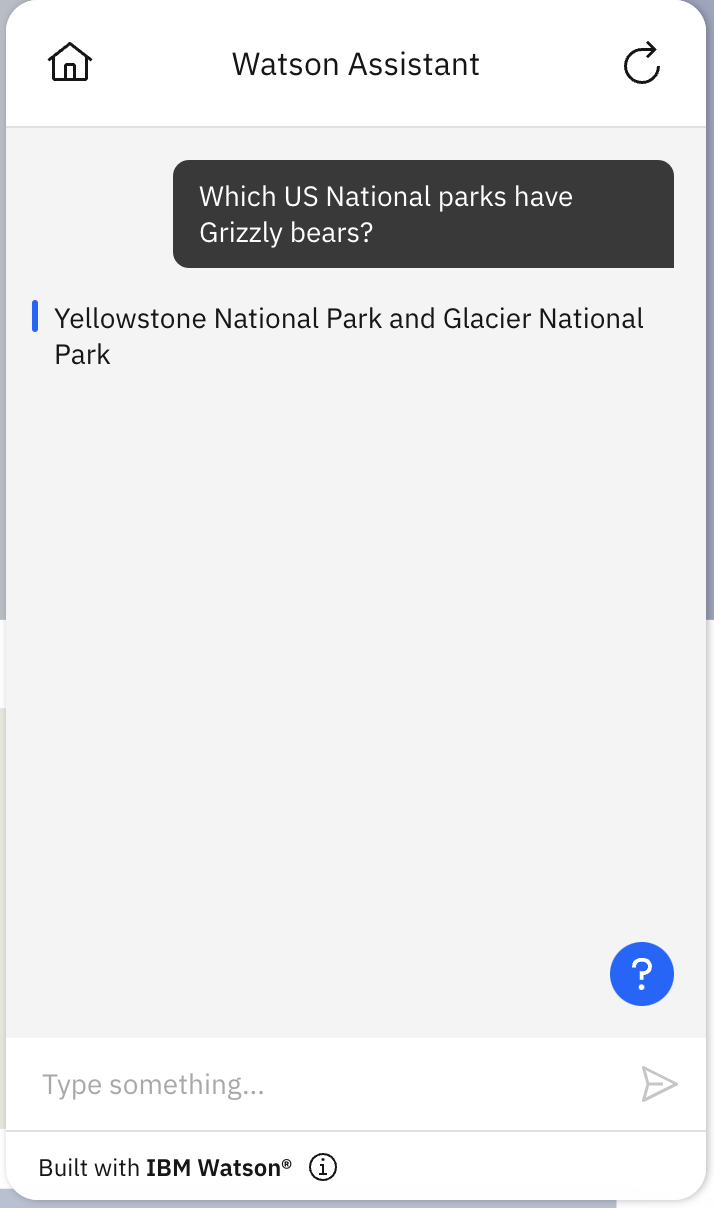 Watson Assistant
Which US National parks have
Grizzly bears?
Yellowstone National Park and Glacier National
Park
?
Type something...
Built with IBM Watson®